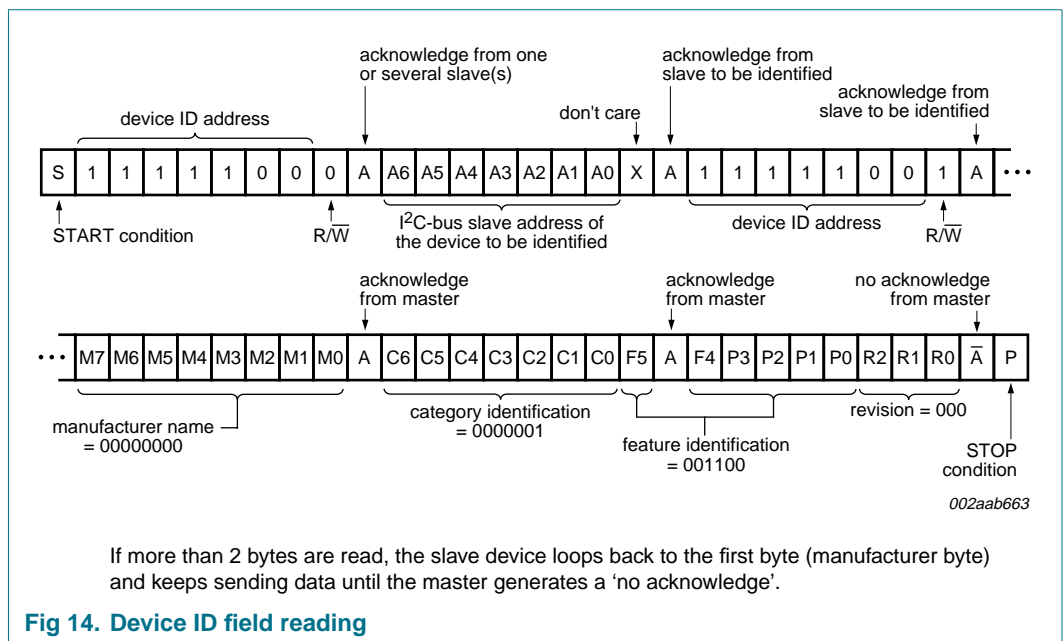 acknowledge from one
or several slave(s)
acknowledge from
slave to be identified
acknowledge from
slave to be identified
device ID address
don't care
S 1 1 1 1 1 0 0 0 A A6 A5 A4 A3 A2 A1 A0 X A 1 1 1 1 1 0 0 1 A •••
START condition
R/W̅
I²C-bus slave address of
the device to be identified
device ID address
R/W̅
acknowledge
from master
acknowledge
from master
no acknowledge
from master
••• M7 M6 M5 M4 M3 M2 M1 M0 A C6 C5 C4 C3 C2 C1 C0 F5 A F4 P3 P2 P1 P0 R2 R1 R0 A̅ P
manufacturer name
= 00000000
category identification
= 0000001
feature identification
= 001100
revision = 000
STOP
condition
002aab663
If more than 2 bytes are read, the slave device loops back to the first byte (manufacturer byte)
and keeps sending data until the master generates a ‘no acknowledge’.
Fig 14. Device ID field reading